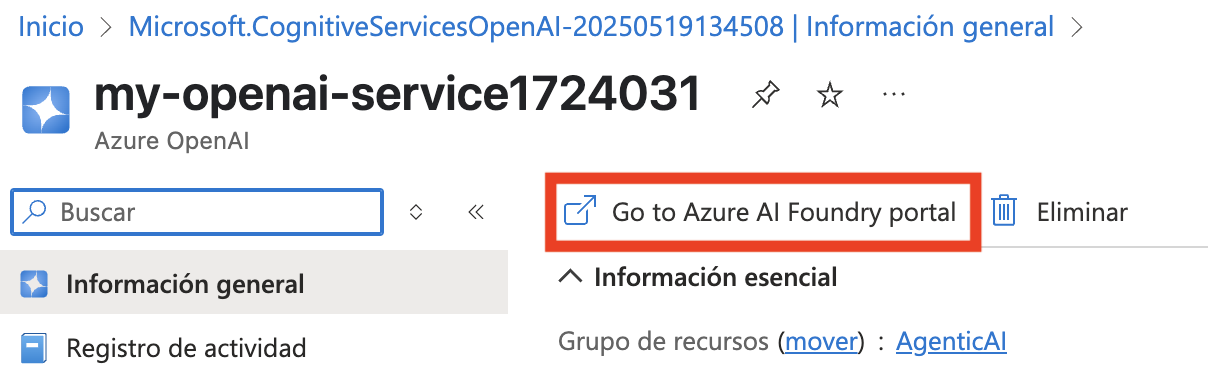 Inicio > Microsoft.CognitiveServicesOpenAI-20250519134508 | Información general >
my-openai-service1724031 ...
Azure OpenAI
Buscar
Go to Azure AI Foundry portal
Eliminar
Información general
Información esencial
Registro de actividad
Grupo de recursos (mover) : AgenticAI